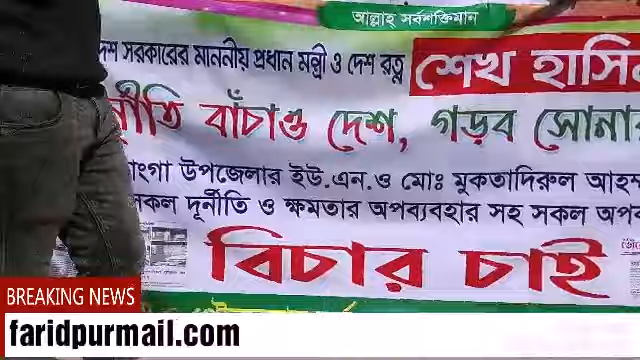 আল্লাহ সর্বশক্তিমান
দেশ সরকারের মাননীয় প্রধান মন্ত্রী ও দেশ রত্ন শেখ হাসিনা
বাঁচাও দেশ, গড়ব সোনার
উপজেলার ইউ.এন.ও মোঃ মুকতাদিরুল আহম
সকল দূর্নীতি ও ক্ষমতার অপব্যবহার সহ সকল অপ
বিচার চাই
BREAKING NEWS
faridpurmail.com